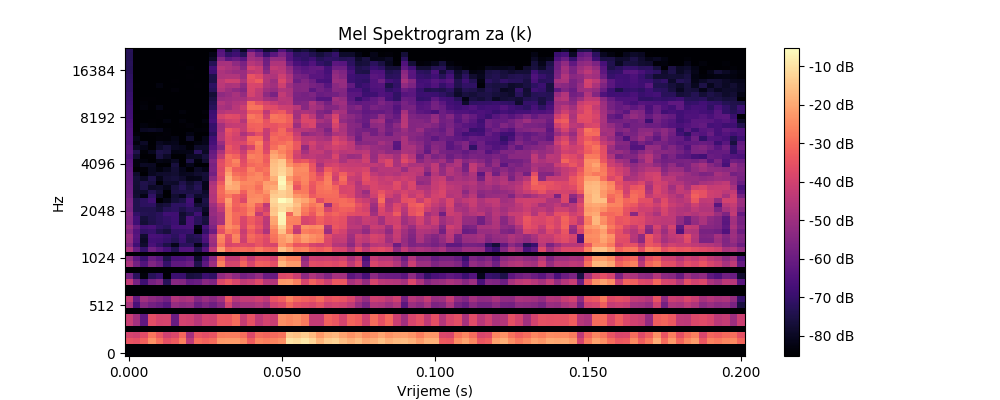 Mel Spektrogram za (k)
Hz
16384
8192
4096
2048
1024
512
0
0.000 0.050 0.100 0.150 0.200
Vrijeme (s)
-10 dB
-20 dB
-30 dB
-40 dB
-50 dB
-60 dB
-70 dB
-80 dB